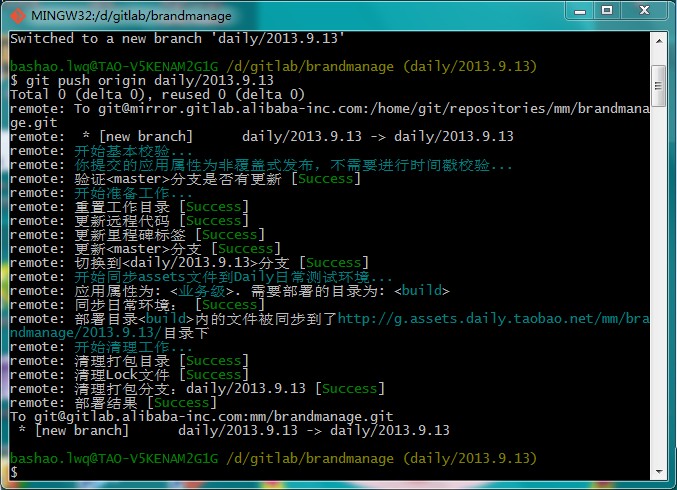 MINGW32:/d/gitlab/brandmanage
Switched to a new branch 'daily/2013.9.13'
bashao.lwq@TAO-V5KENAM2G1G /d/gitlab/brandmanage (daily/2013.9.13)
$ git push origin daily/2013.9.13
Total 0 (delta 0), reused 0 (delta 0)
remote: To git@mirror.gitlab.alibaba-inc.com:/home/git/repositories/mm/brandmana
ge.git
remote:  * [new branch]      daily/2013.9.13 -> daily/2013.9.13
remote: 开始基本校验...
remote: 你提交的应用属性为非覆盖式发布，不需要进行时间戳校验...
remote: 验证<master>分支是否有更新 [Success]
remote: 开始准备工作...
remote: 重置工作目录 [Success]
remote: 更新远程代码 [Success]
remote: 更新里程碑标签 [Success]
remote: 更新<master>分支 [Success]
remote: 切换到<daily/2013.9.13>分支 [Success]
remote: 开始同步assets文件到Daily日常测试环境...
remote: 应用属性为: <业务级>. 需要部署的目录为: <build>
remote: 同步日常环境: [Success]
remote: 部署目录<build>内的文件被同步到了http://g.assets.daily.taobao.net/mm/bra
ndmanage/2013.9.13/目录下
remote: 开始清理工作...
remote: 清理打包目录 [Success]
remote: 清理Lock文件 [Success]
remote: 清理打包分支：daily/2013.9.13 [Success]
remote: 部署结果 [Success]
To git@gitlab.alibaba-inc.com:mm/brandmanage.git
 * [new branch]      daily/2013.9.13 -> daily/2013.9.13
bashao.lwq@TAO-V5KENAM2G1G /d/gitlab/brandmanage (daily/2013.9.13)
$